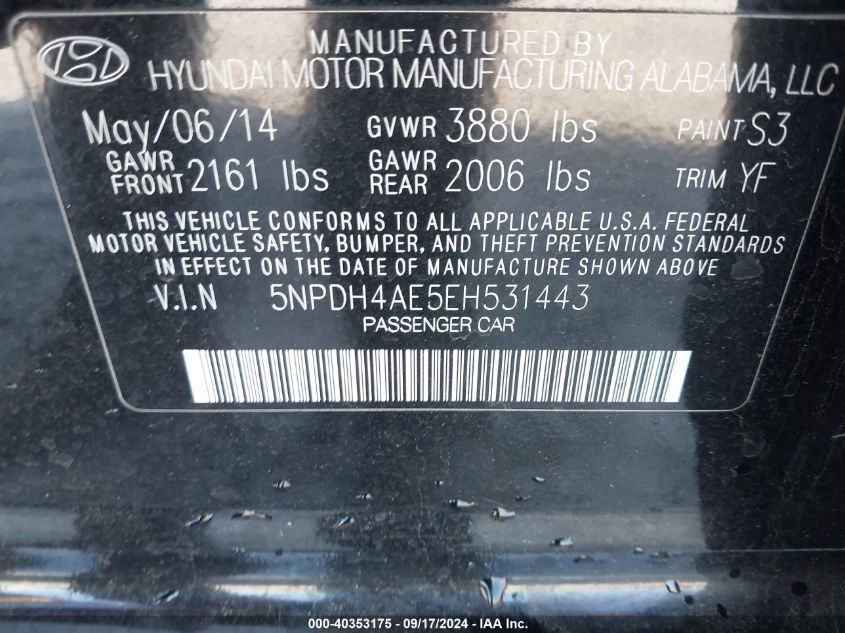 MANUFACTURED BY
HYUNDAI MOTOR MANUFACTURING ALABAMA, LLC
May/06/14 GVWR 3880 lbs PAINT S3
GAWR FRONT 2161 lbs GAWR REAR 2006 lbs TRIM YF
THIS VEHICLE CONFORMS TO ALL APPLICABLE U.S.A. FEDERAL
MOTOR VEHICLE SAFETY, BUMPER, AND THEFT PREVENTION STANDARDS
IN EFFECT ON THE DATE OF MANUFACTURE SHOWN ABOVE
V.I.N 5NPDH4AE5EH531443
PASSENGER CAR
000-40353175 - 09/17/2024 - IAA Inc.